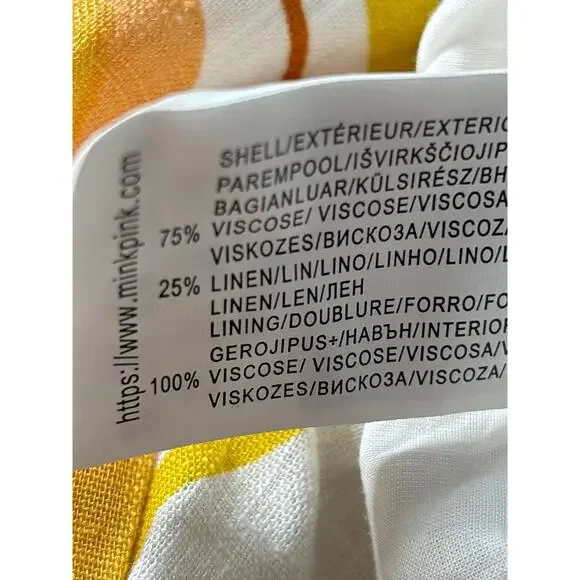 https://www.minkpink.com
SHELL/EXTÉRIEUR/EXTERIO
PAREMPOOL/IŠVIRKŠČIOJI
BAGIANLUAR/KÜLSIRÉSZ/BH
75% VISCOSE/ VISCOSE/VISCOSA
VISKOZES/ВИСКОЗА/VISCOZA/
25% LINEN/LIN/LINO/LINHO/LINO/L
LINEN/LEN/ЛЕН
LINING/DOUBLURE/FORRO/FO
GEROJIPUS+/НАВЪН/INTERIOR
100% VISCOSE/ VISCOSE/VISCOSA/V
VISKOZES/ВИСКОЗА/VISCOZA/